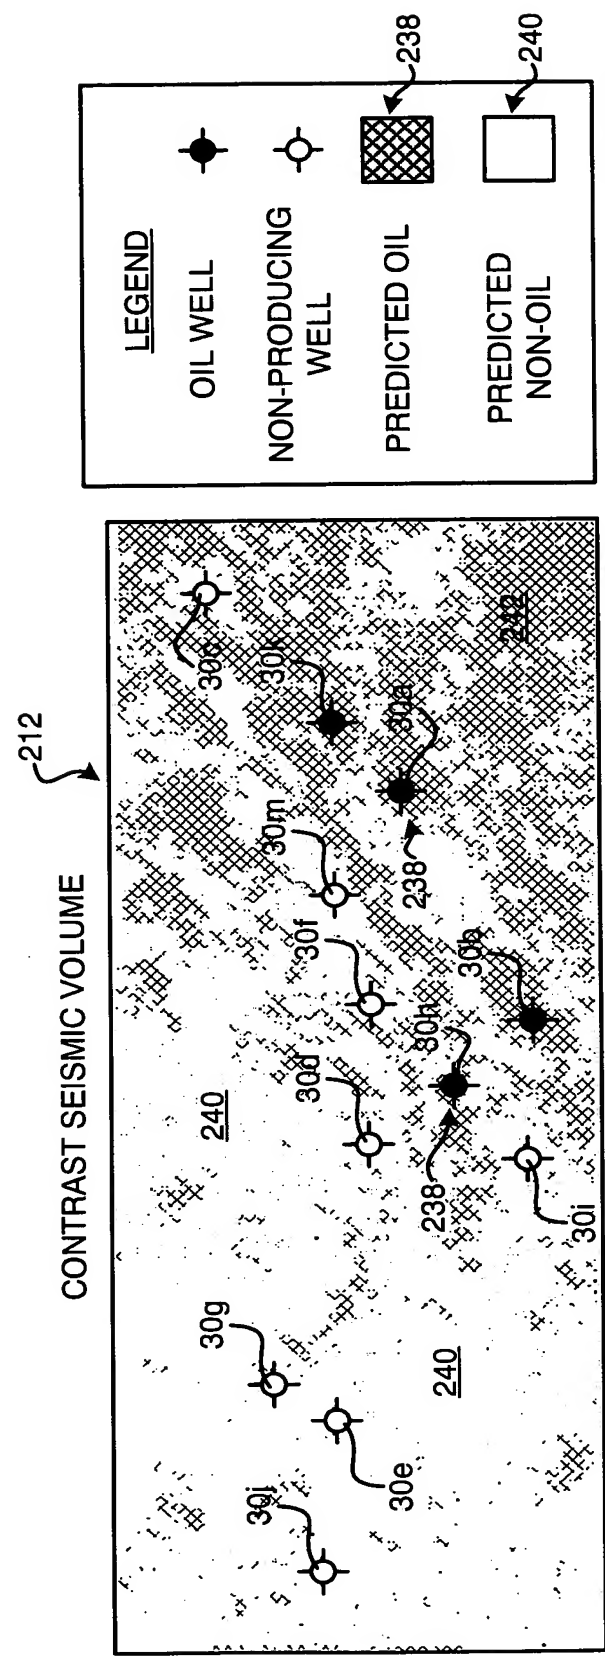 CONTRAST SEISMIC VOLUME
212
30j
30e
30g
240
240
30d
30f
30m
238
30h
30i
30b
238
30a
30k
30c
242
LEGEND
OIL WELL
NON-PRODUCING
WELL
PREDICTED OIL
238
PREDICTED
NON-OIL
240